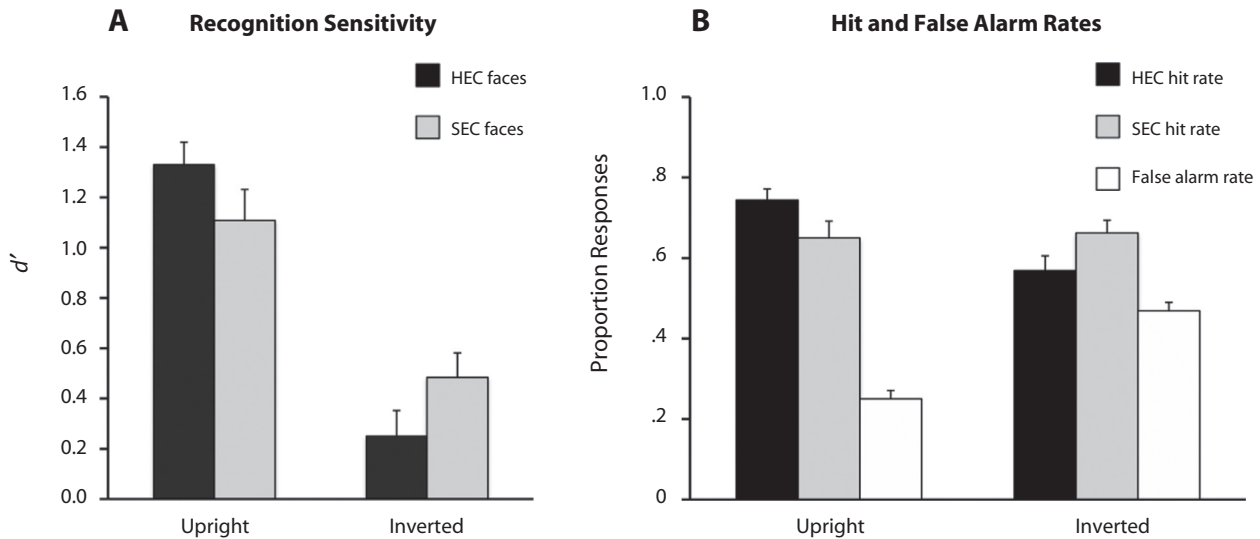 A Recognition Sensitivity
HEC faces
SEC faces
1.6
1.4
1.2
1.0
0.8
0.6
0.4
0.2
0.0
d′
Upright Inverted
B Hit and False Alarm Rates
HEC hit rate
SEC hit rate
False alarm rate
1.0
.8
.6
.4
.2
0
Proportion Responses
Upright Inverted